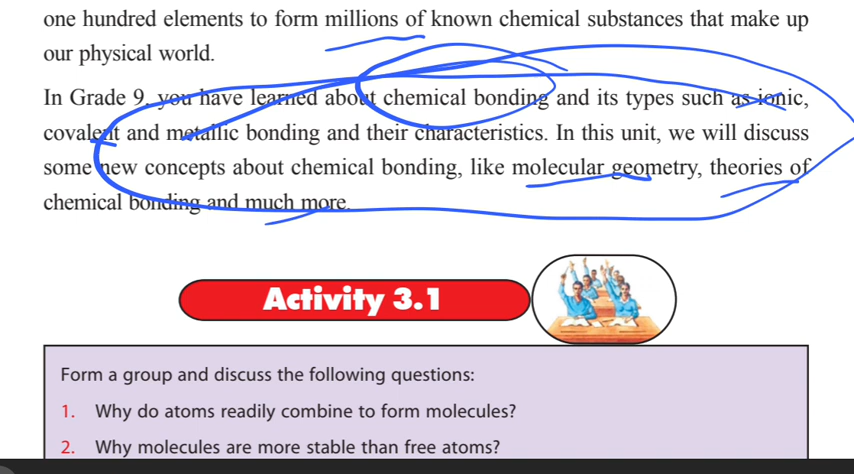 one hundred elements to form millions of known chemical substances that make up
our physical world.
In Grade 9, you have learned about chemical bonding and its types such as ionic,
covalent and metallic bonding and their characteristics. In this unit, we will discuss
some new concepts about chemical bonding, like molecular geometry, theories of
chemical bonding and much more.
Activity 3.1
Form a group and discuss the following questions:
1. Why do atoms readily combine to form molecules?
2. Why molecules are more stable than free atoms?